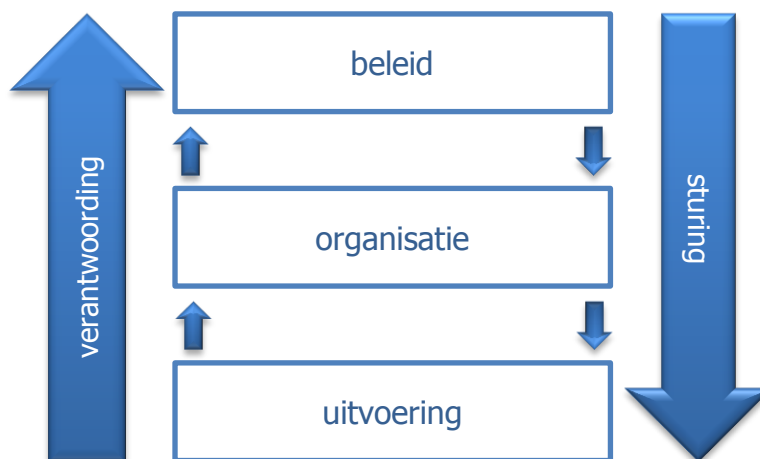 beleid
verantwoording
organisatie
sturing
uitvoering